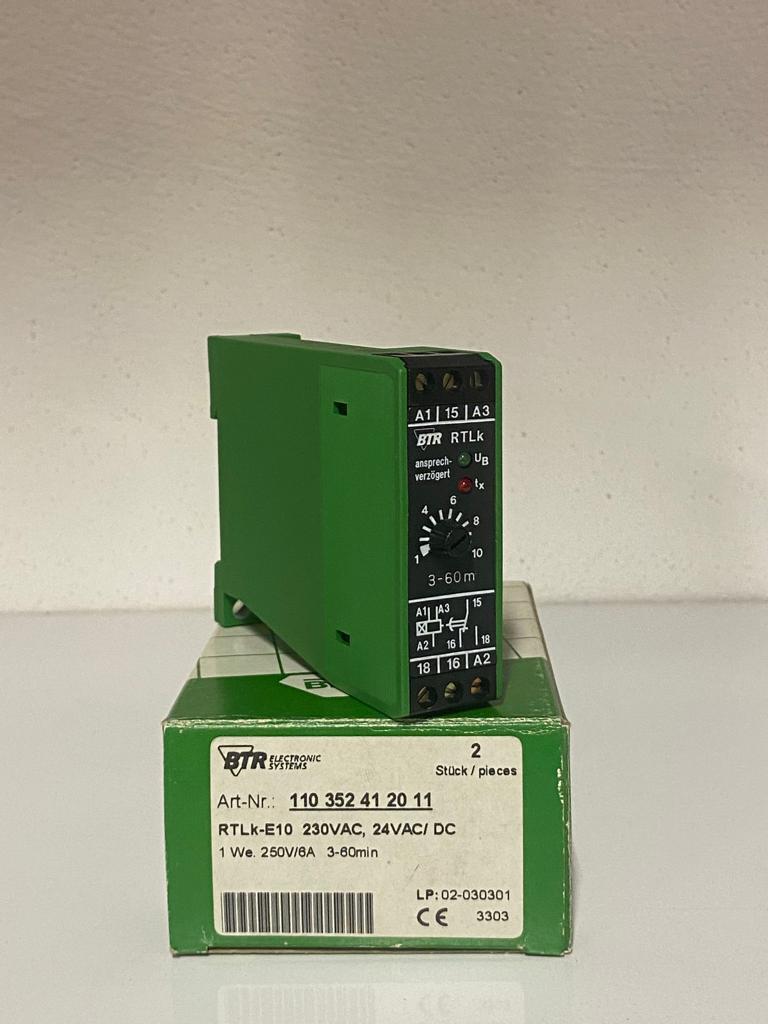 A1 15 A3
BTR RTLk
ansprech-
verzögert
UB
tx
1 4 6 8 10
3-60m
A1 A3 15
A2 16 18
18 16 A2
BTR ELECTRONIC
SYSTEMS
2
Stück / pieces
Art-Nr.: 110 352 41 20 11
RTLk-E10 230VAC, 24VAC/ DC
1 We. 250V/6A 3-60min
LP: 02-030301
CE 3303